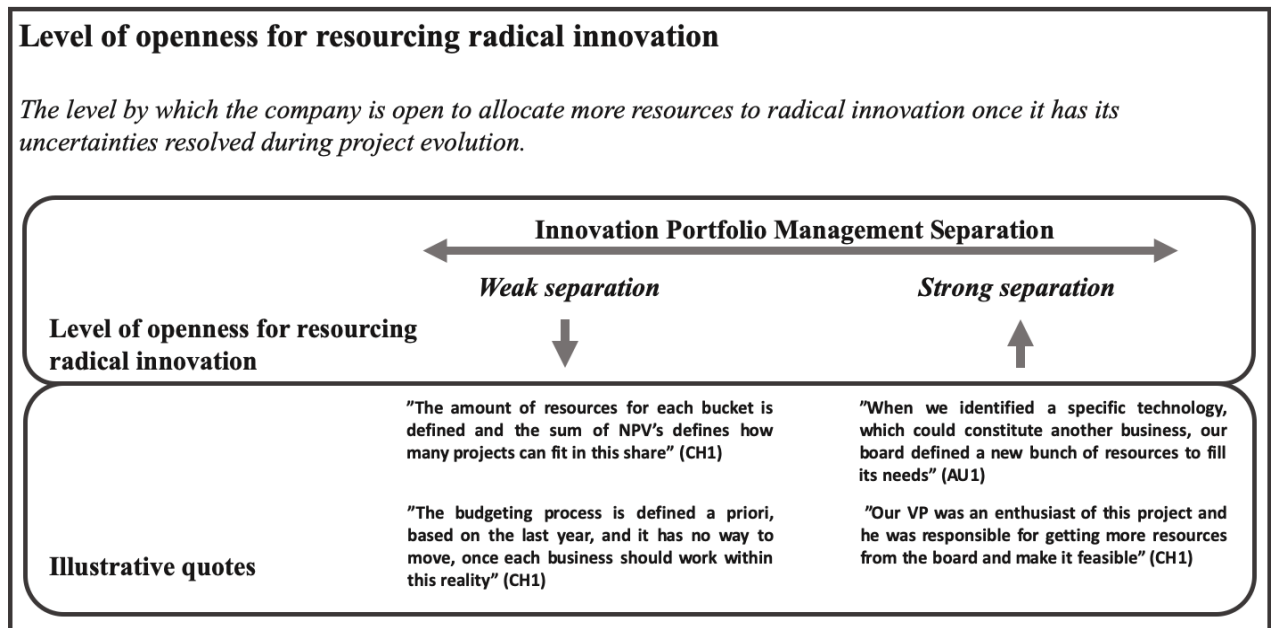 Level of openness for resourcing radical innovation
The level by which the company is open to allocate more resources to radical innovation once it has its
uncertainties resolved during project evolution.
Innovation Portfolio Management Separation
Weak separation
Strong separation
Level of openness for resourcing
radical innovation
”The amount of resources for each bucket is
defined and the sum of NPV’s defines how
many projects can fit in this share” (CH1)
”When we identified a specific technology,
which could constitute another business, our
board defined a new bunch of resources to fill
its needs” (AU1)
Illustrative quotes
”The budgeting process is defined a priori,
based on the last year, and it has no way to
move, once each business should work within
this reality” (CH1)
”Our VP was an enthusiast of this project and
he was responsible for getting more resources
from the board and make it feasible” (CH1)